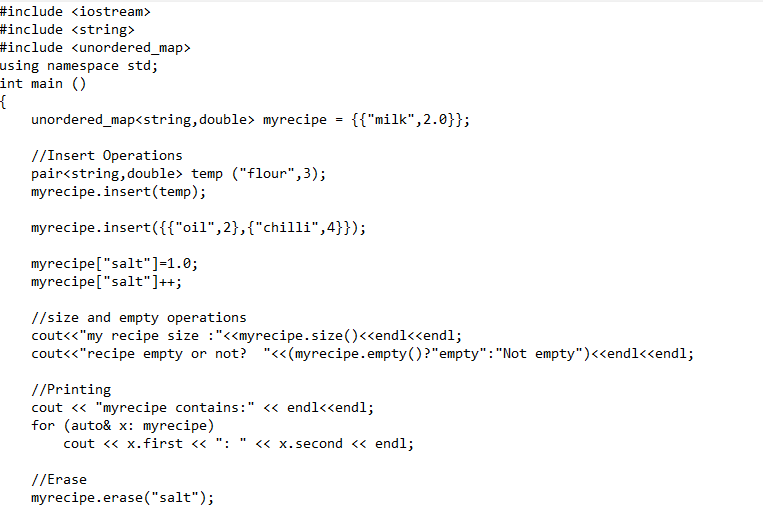 #include <iostream>
#include <string>
#include <unordered_map>
using namespace std;
int main ()
{
    unordered_map<string,double> myrecipe = {{"milk",2.0}};

    //Insert Operations
    pair<string,double> temp ("flour",3);
    myrecipe.insert(temp);

    myrecipe.insert({{"oil",2},{"chilli",4}});

    myrecipe["salt"]=1.0;
    myrecipe["salt"]++;

    //size and empty operations
    cout<<"my recipe size :"<<myrecipe.size()<<endl<<endl;
    cout<<"recipe empty or not?  "<<(myrecipe.empty()?"empty":"Not empty")<<endl<<endl;

    //Printing
    cout << "myrecipe contains:" << endl<<endl;
    for (auto& x: myrecipe)
        cout << x.first << ": " << x.second << endl;

    //Erase
    myrecipe.erase("salt");